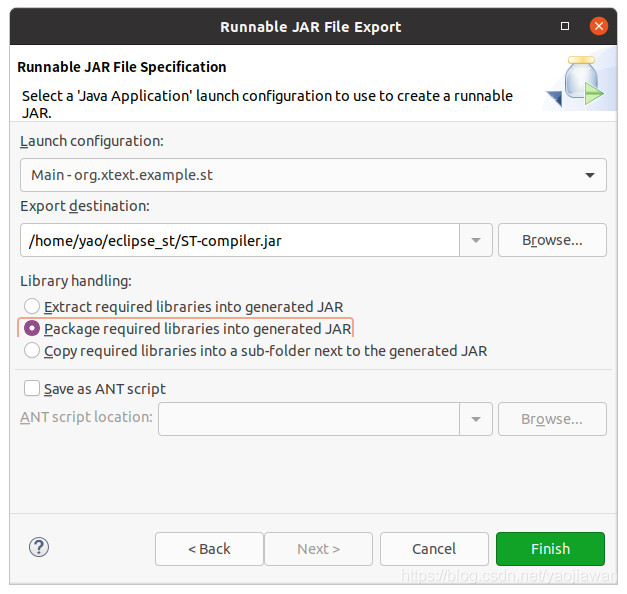 Runnable JAR File Export
Runnable JAR File Specification
Select a 'Java Application' launch configuration to use to create a runnable
JAR.
Launch configuration:
Main - org.xtext.example.st
Export destination:
/home/yao/eclipse_st/ST-compiler.jar
Browse...
Library handling:
Extract required libraries into generated JAR
Package required libraries into generated JAR
Copy required libraries into a sub-folder next to the generated JAR
Save as ANT script
ANT script location:
Browse...
?
< Back
Next >
Cancel
Finish
https://blog.csdn.net/yaojiawan